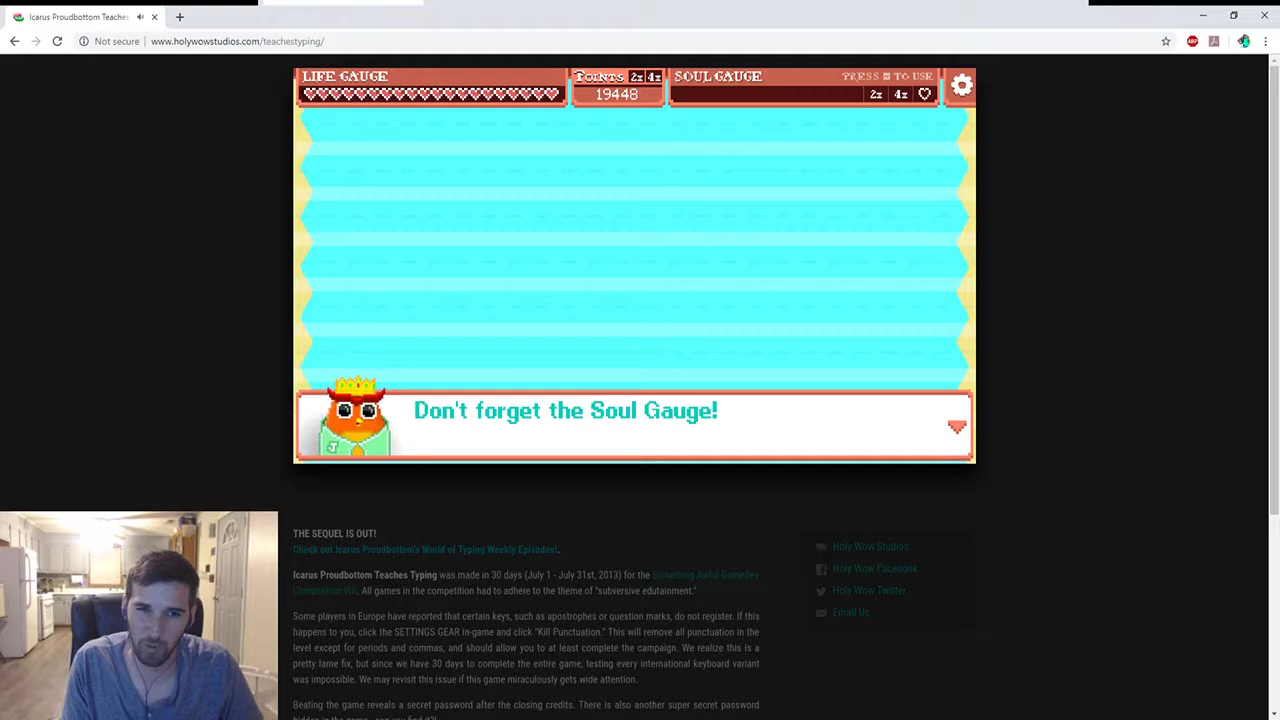 Icarus Proudbottom Teaches
Not secure | www.holywowstudios.com/teachestyping/
ABP
LIFE GAUGE
POINTS 2x 4x
19448
SOUL GAUGE
PRESS TO USE
2x 4x
Don't forget the Soul Gauge!
THE SEQUEL IS OUT!
Check out Icarus Proudbottom's World of Typing Weekly Episodes!.
Icarus Proudbottom Teaches Typing was made in 30 days (July 1 - July 31st, 2013) for the Something Awful GameDev
Competition VIII. All games in the competition had to adhere to the theme of "subversive edutainment."
Some players in Europe have reported that certain keys, such as apostrophes or question marks, do not register. If this
happens to you, click the SETTINGS GEAR in-game and click "Kill Punctuation." This will remove all punctuation in the
level except for periods and commas, and should allow you to at least complete the campaign. We realize this is a
pretty lame fix, but since we have 30 days to complete the entire game, testing every international keyboard variant
was impossible. We may revisit this issue if this game miraculously gets wide attention.
Beating the game reveals a secret password after the closing credits. There is also another super secret password
Holy Wow Studios
Holy Wow Facebook
Holy Wow Twitter
Email Us